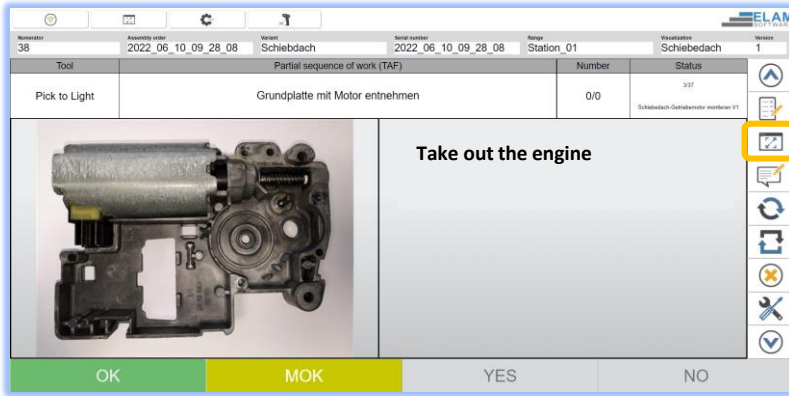 ELAM
SOFTWARE
Numerator
38
Assembly order
2022_06_10_09_28_08
Variant
Schiebdach
Serial number
2022_06_10_09_28_08
Range
Station_01
Visualization
Schiebedach
Version
1
Tool
Partial sequence of work (TAF)
Number
Status
Pick to Light
Grundplatte mit Motor entnehmen
0/0
3/37
Schiebedach-Getriebemotor montieren V1
Take out the engine
OK
MOK
YES
NO